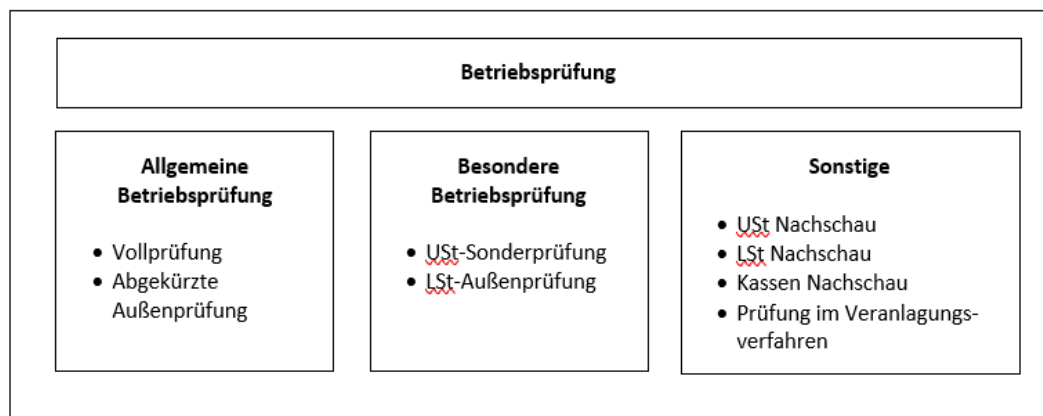 Betriebsprüfung
Allgemeine
Betriebsprüfung
• Vollprüfung
• Abgekürzte
Außenprüfung
Besondere
Betriebsprüfung
• USt-Sonderprüfung
• LSt-Außenprüfung
Sonstige
• USt Nachschau
• LSt Nachschau
• Kassen Nachschau
• Prüfung im Veranlagungs-
verfahren